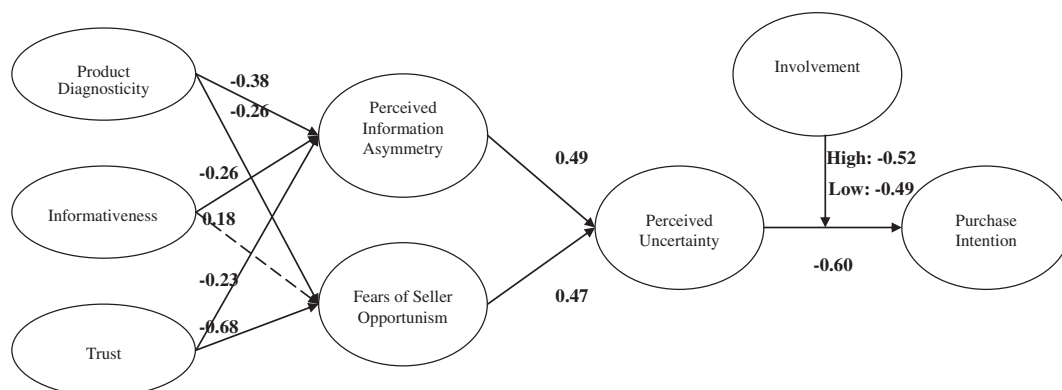 Product
Diagnosticity
-0.38
-0.26
Perceived
Information
Asymmetry
Involvement
-0.26
0.49
High: -0.52
Low: -0.49
Informativeness
0.18
Perceived
Uncertainty
Purchase
Intention
-0.60
-0.23
Fears of Seller
Opportunism
0.47
-0.68
Trust